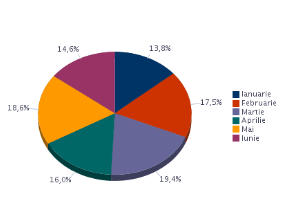 14,6%
13,8%
17,5%
18,6%
16,0%
19,4%
Ianuarie
Februarie
Martie
Aprilie
Mai
Iunie